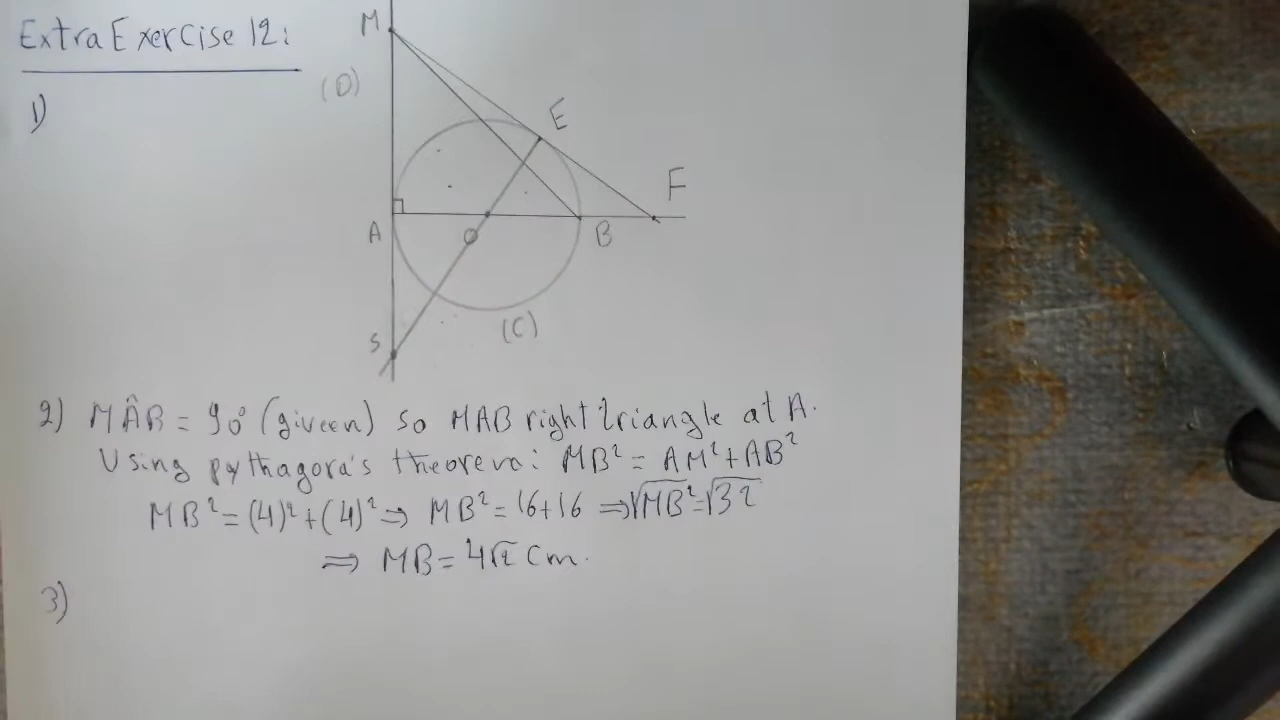 Extra Exercise 12:
1)
M
(D)
E
F
A
O
B
S
(C)
2) MÂB = 90° (giveen) so MAB right triangle at A.
Using pythagora's theorem: MB² = AM² + AB²
MB² = (4)² + (4)² ⇒ MB² = 16+16 ⇒ √MB² = √32
⇒ MB = 4√2 cm.
3)